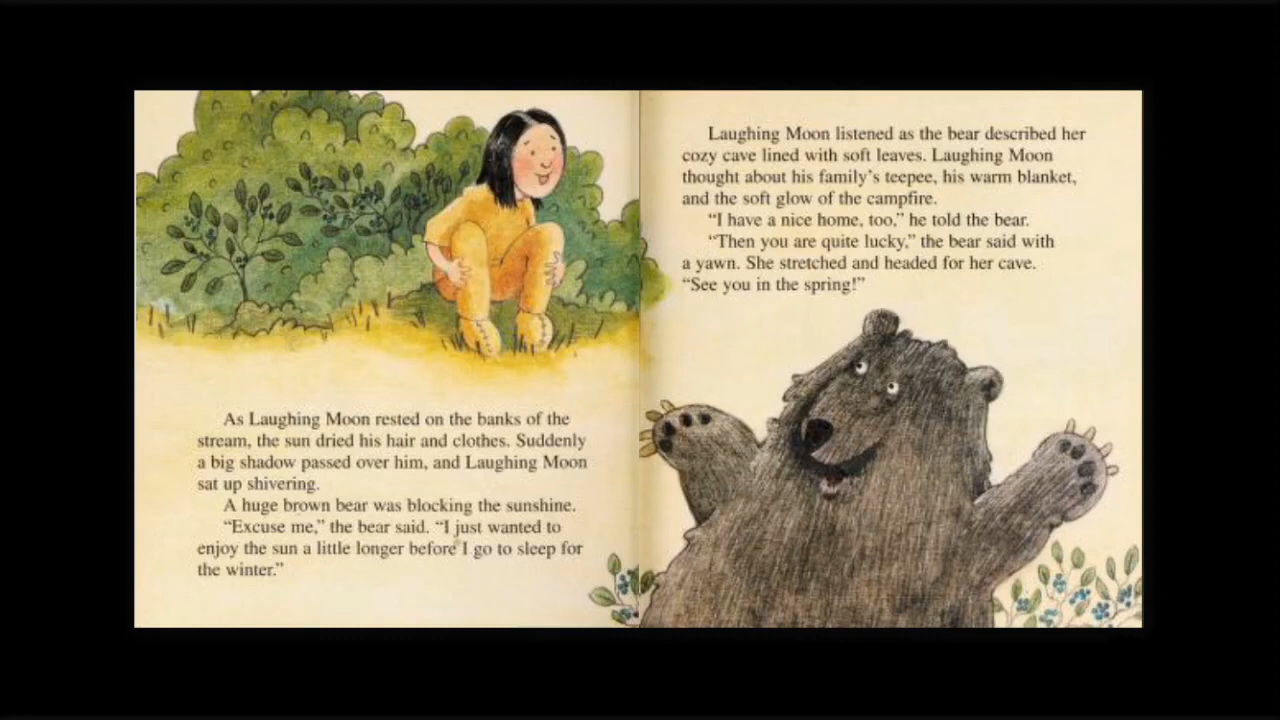 As Laughing Moon rested on the banks of the
stream, the sun dried his hair and clothes. Suddenly
a big shadow passed over him, and Laughing Moon
sat up shivering.
A huge brown bear was blocking the sunshine.
“Excuse me,” the bear said. “I just wanted to
enjoy the sun a little longer before I go to sleep for
the winter.”
Laughing Moon listened as the bear described her
cozy cave lined with soft leaves. Laughing Moon
thought about his family’s teepee, his warm blanket,
and the soft glow of the campfire.
“I have a nice home, too,” he told the bear.
“Then you are quite lucky,” the bear said with
a yawn. She stretched and headed for her cave.
“See you in the spring!”